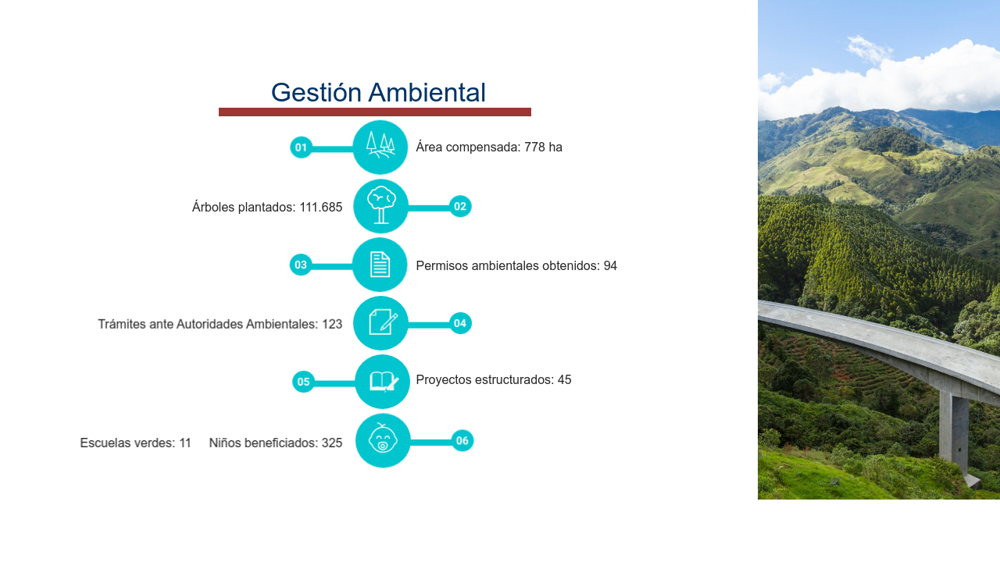 Gestión Ambiental
01
Área compensada: 778 ha
Árboles plantados: 111.685
02
03
Permisos ambientales obtenidos: 94
Trámites ante Autoridades Ambientales: 123
04
05
Proyectos estructurados: 45
Escuelas verdes: 11 Niños beneficiados: 325
06